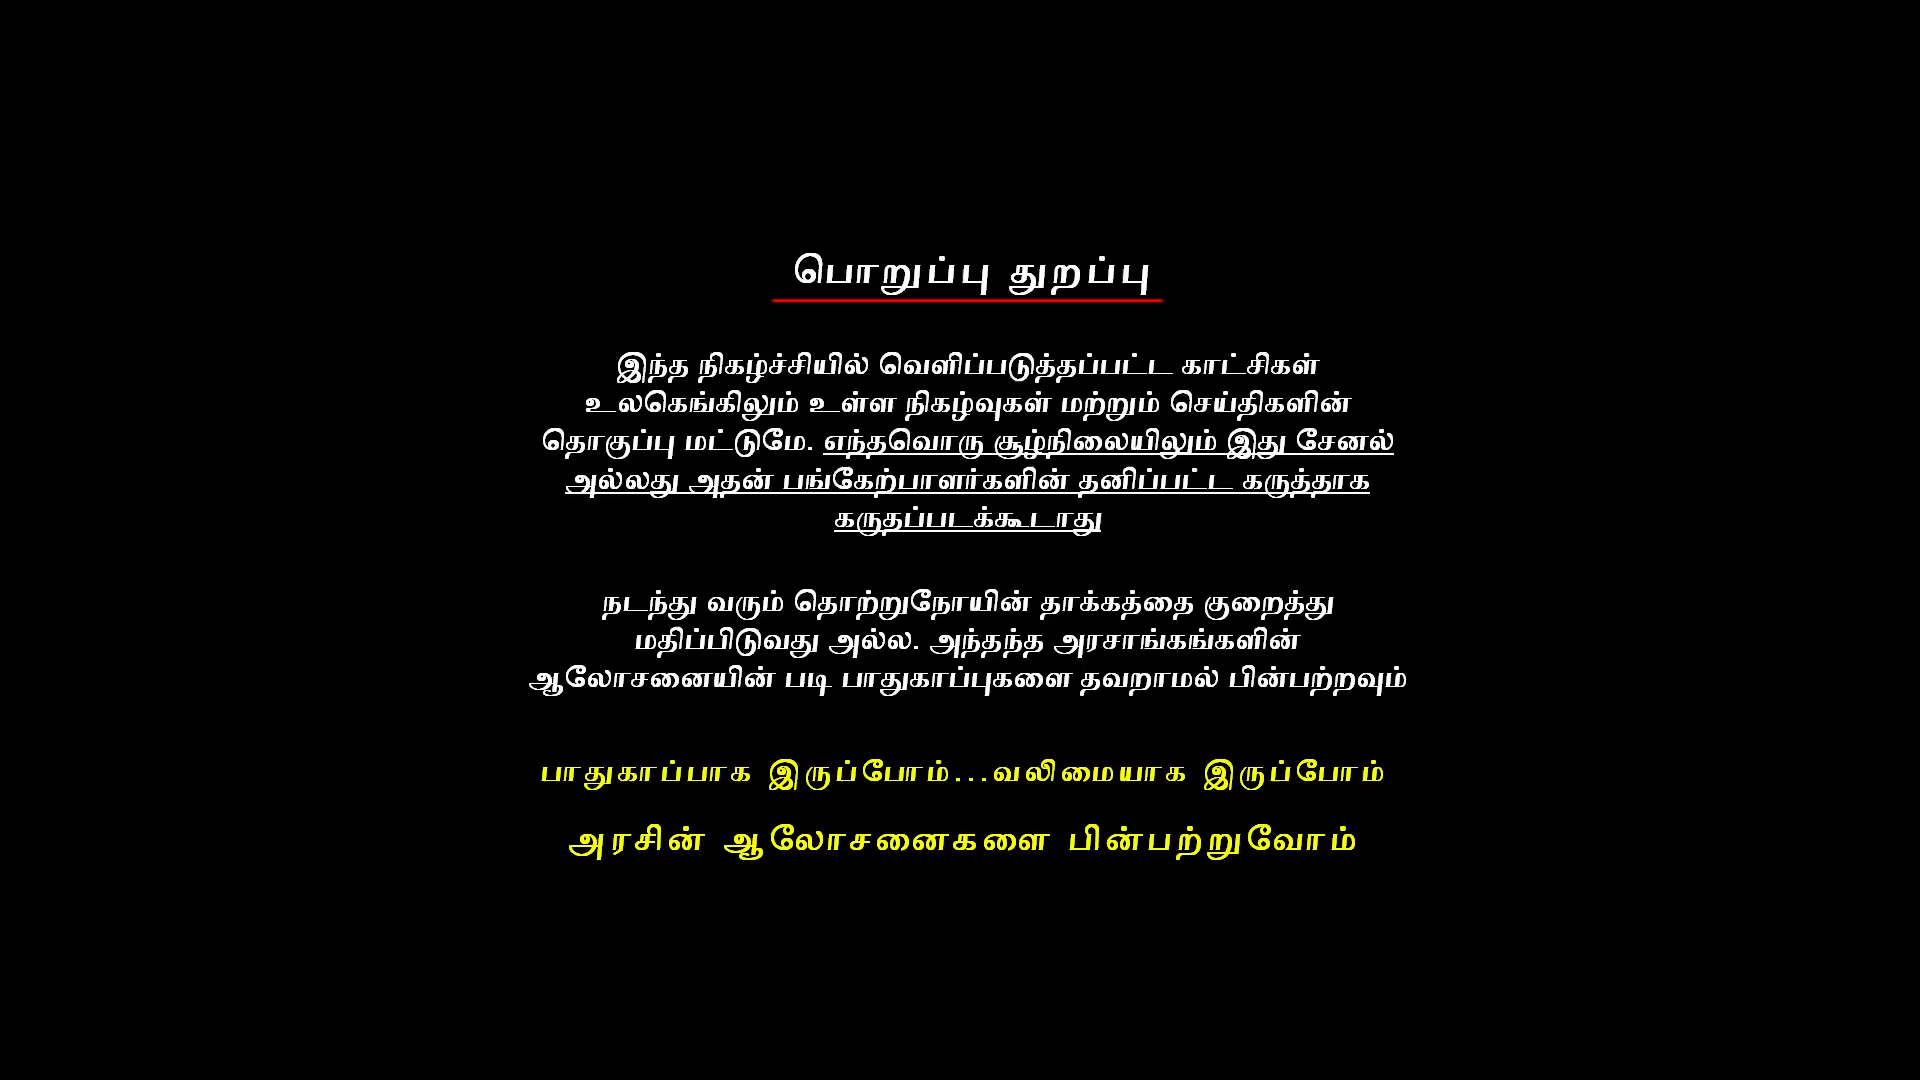 பொறுப்பு துறப்பு
இந்த நிகழ்ச்சியில் வெளிப்படுத்தப்பட்ட காட்சிகள்
உலகெங்கிலும் உள்ள நிகழ்வுகள் மற்றும் செய்திகளின்
தொகுப்பு மட்டுமே. எந்தவொரு சூழ்நிலையிலும் இது சேனல்
அல்லது அதன் பங்கேற்பாளர்களின் தனிப்பட்ட கருத்தாக
கருதப்படக்கூடாது
நடந்து வரும் தொற்றுநோயின் தாக்கத்தை குறைத்து
மதிப்பிடுவது அல்ல. அந்தந்த அரசாங்கங்களின்
ஆலோசனையின் படி பாதுகாப்புகளை தவறாமல் பின்பற்றவும்
பாதுகாப்பாக இருப்போம்...வலிமையாக இருப்போம்
அரசின் ஆலோசனைகளை பின்பற்றுவோம்